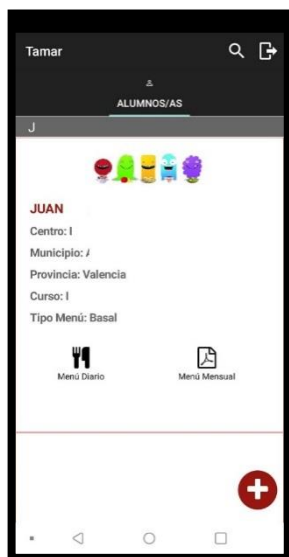 Tamar
ALUMNOS/AS
J
JUAN
Centro:
Municipio:
Provincia: Valencia
Curso:
Tipo Menú: Basal
Menú Diario
Menú Mensual